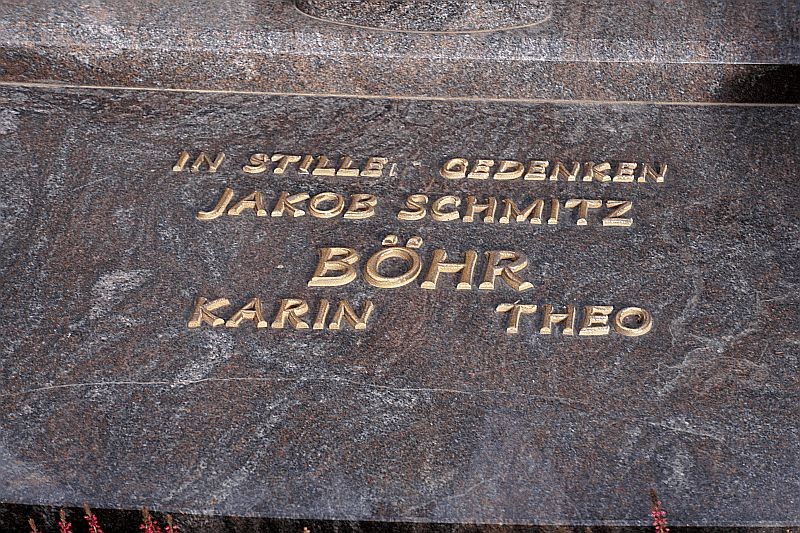 IN STILLEM GEDENKEN
JAKOB SCHMITZ
BÖHR
KARIN THEO